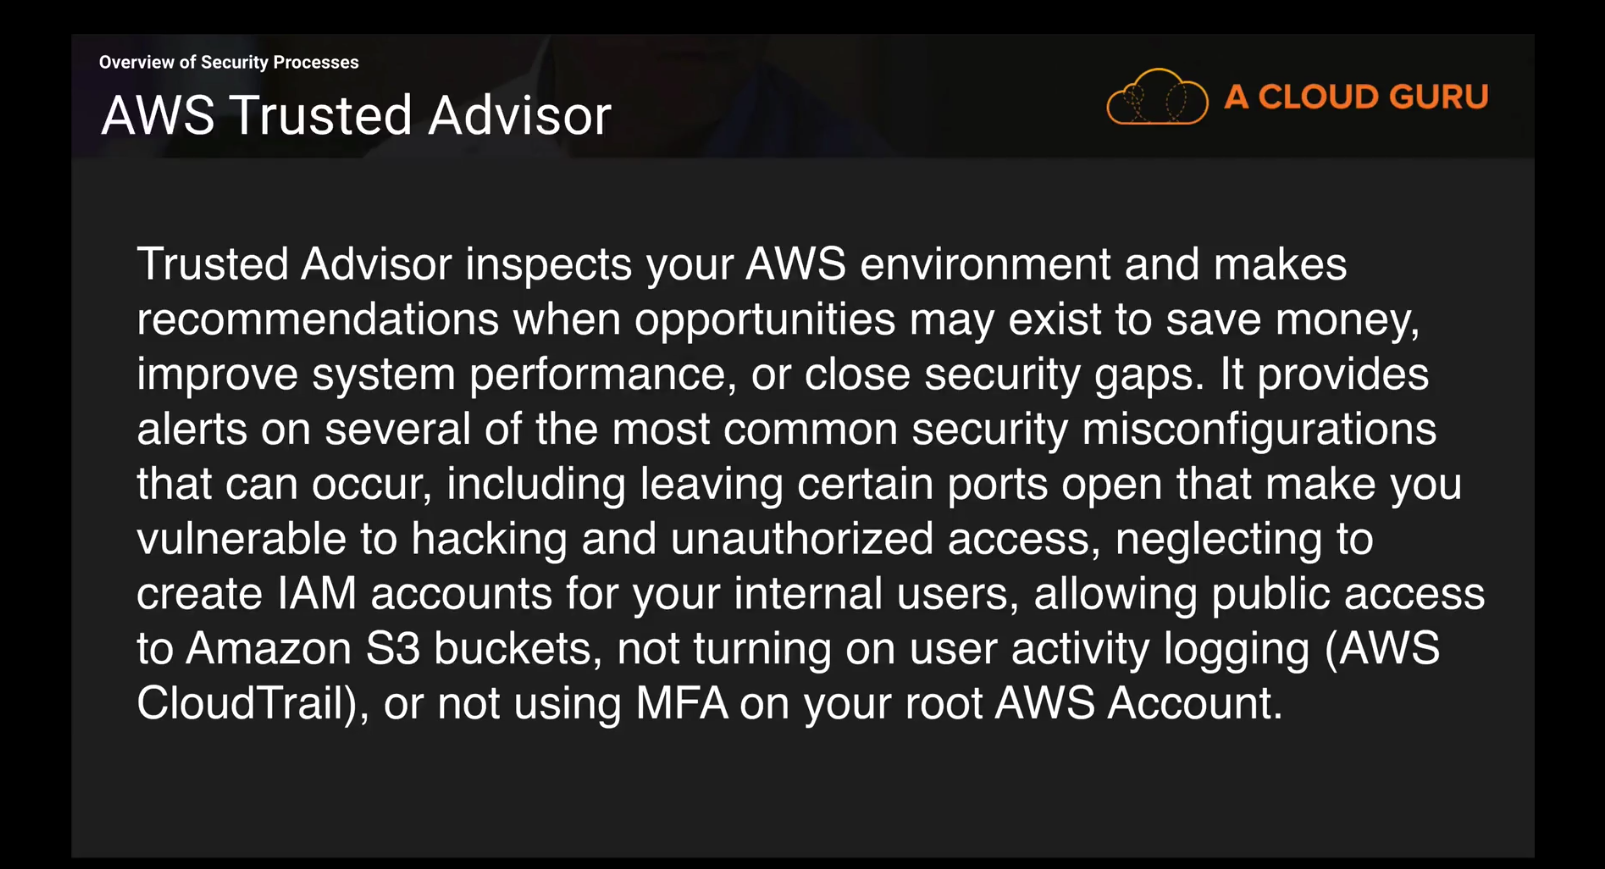 Overview of Security Processes
AWS Trusted Advisor
A CLOUD GURU
Trusted Advisor inspects your AWS environment and makes
recommendations when opportunities may exist to save money,
improve system performance, or close security gaps. It provides
alerts on several of the most common security misconfigurations
that can occur, including leaving certain ports open that make you
vulnerable to hacking and unauthorized access, neglecting to
create IAM accounts for your internal users, allowing public access
to Amazon S3 buckets, not turning on user activity logging (AWS
CloudTrail), or not using MFA on your root AWS Account.